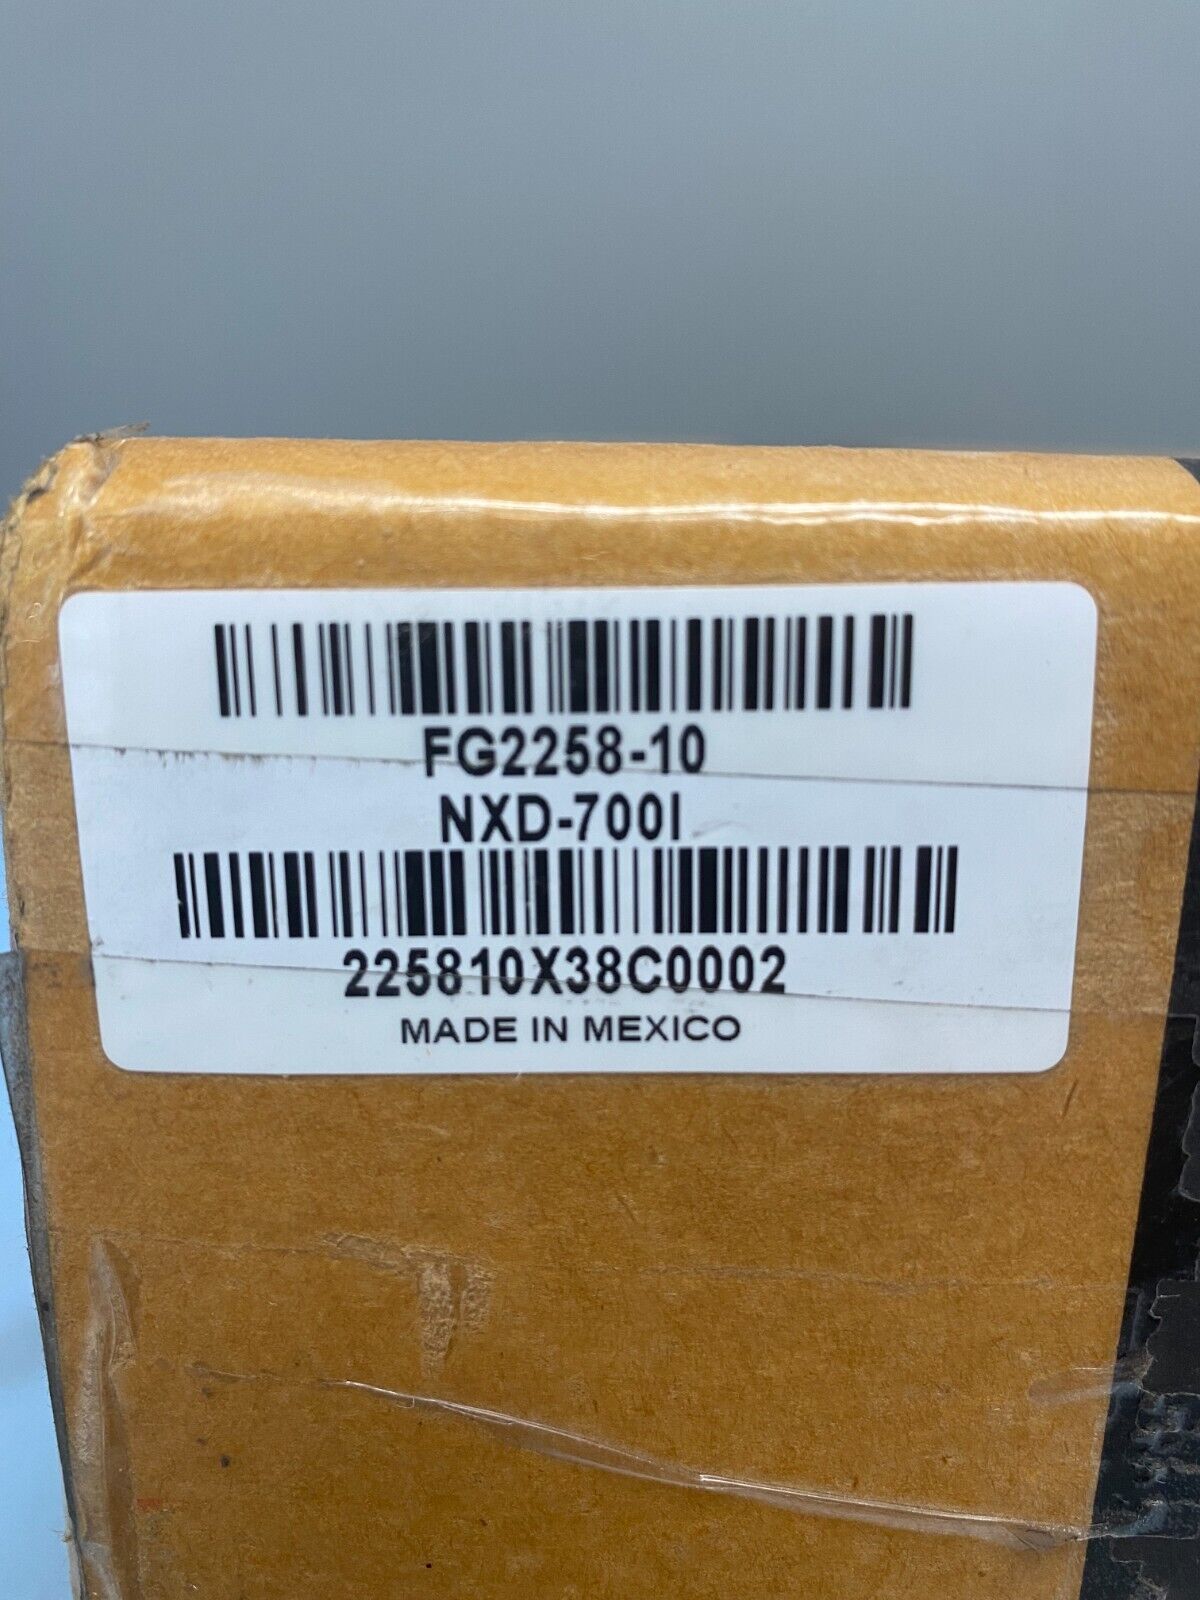 FG2258-10
NXD-700I
225810X38C0002
MADE IN MEXICO